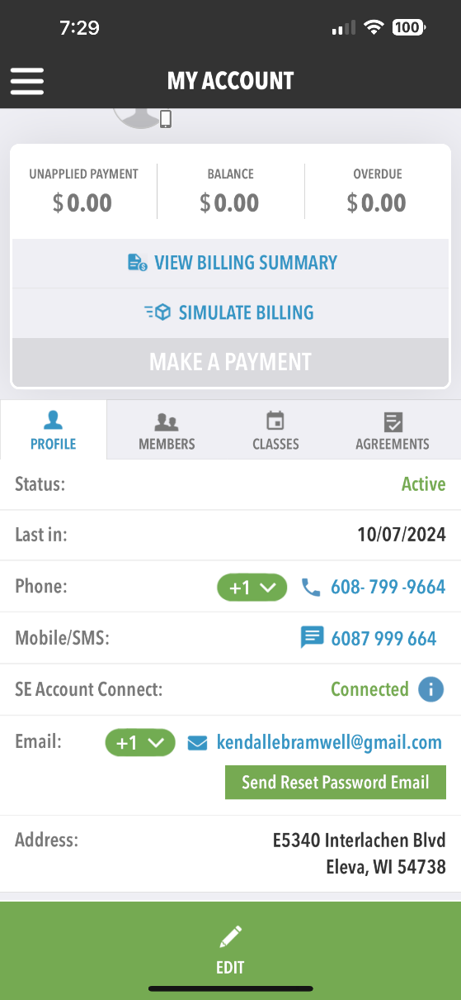 7:29
100
MY ACCOUNT
UNAPPLIED PAYMENT
BALANCE
OVERDUE
$0.00
$0.00
$0.00
VIEW BILLING SUMMARY
SIMULATE BILLING
MAKE A PAYMENT
PROFILE
MEMBERS
CLASSES
AGREEMENTS
Status: Active
Last in: 10/07/2024
Phone: +1 608- 799 -9664
Mobile/SMS: 6087 999 664
SE Account Connect: Connected i
Email: +1 kendallebramwell@gmail.com
Send Reset Password Email
Address: E5340 Interlachen Blvd
Eleva, WI 54738
EDIT